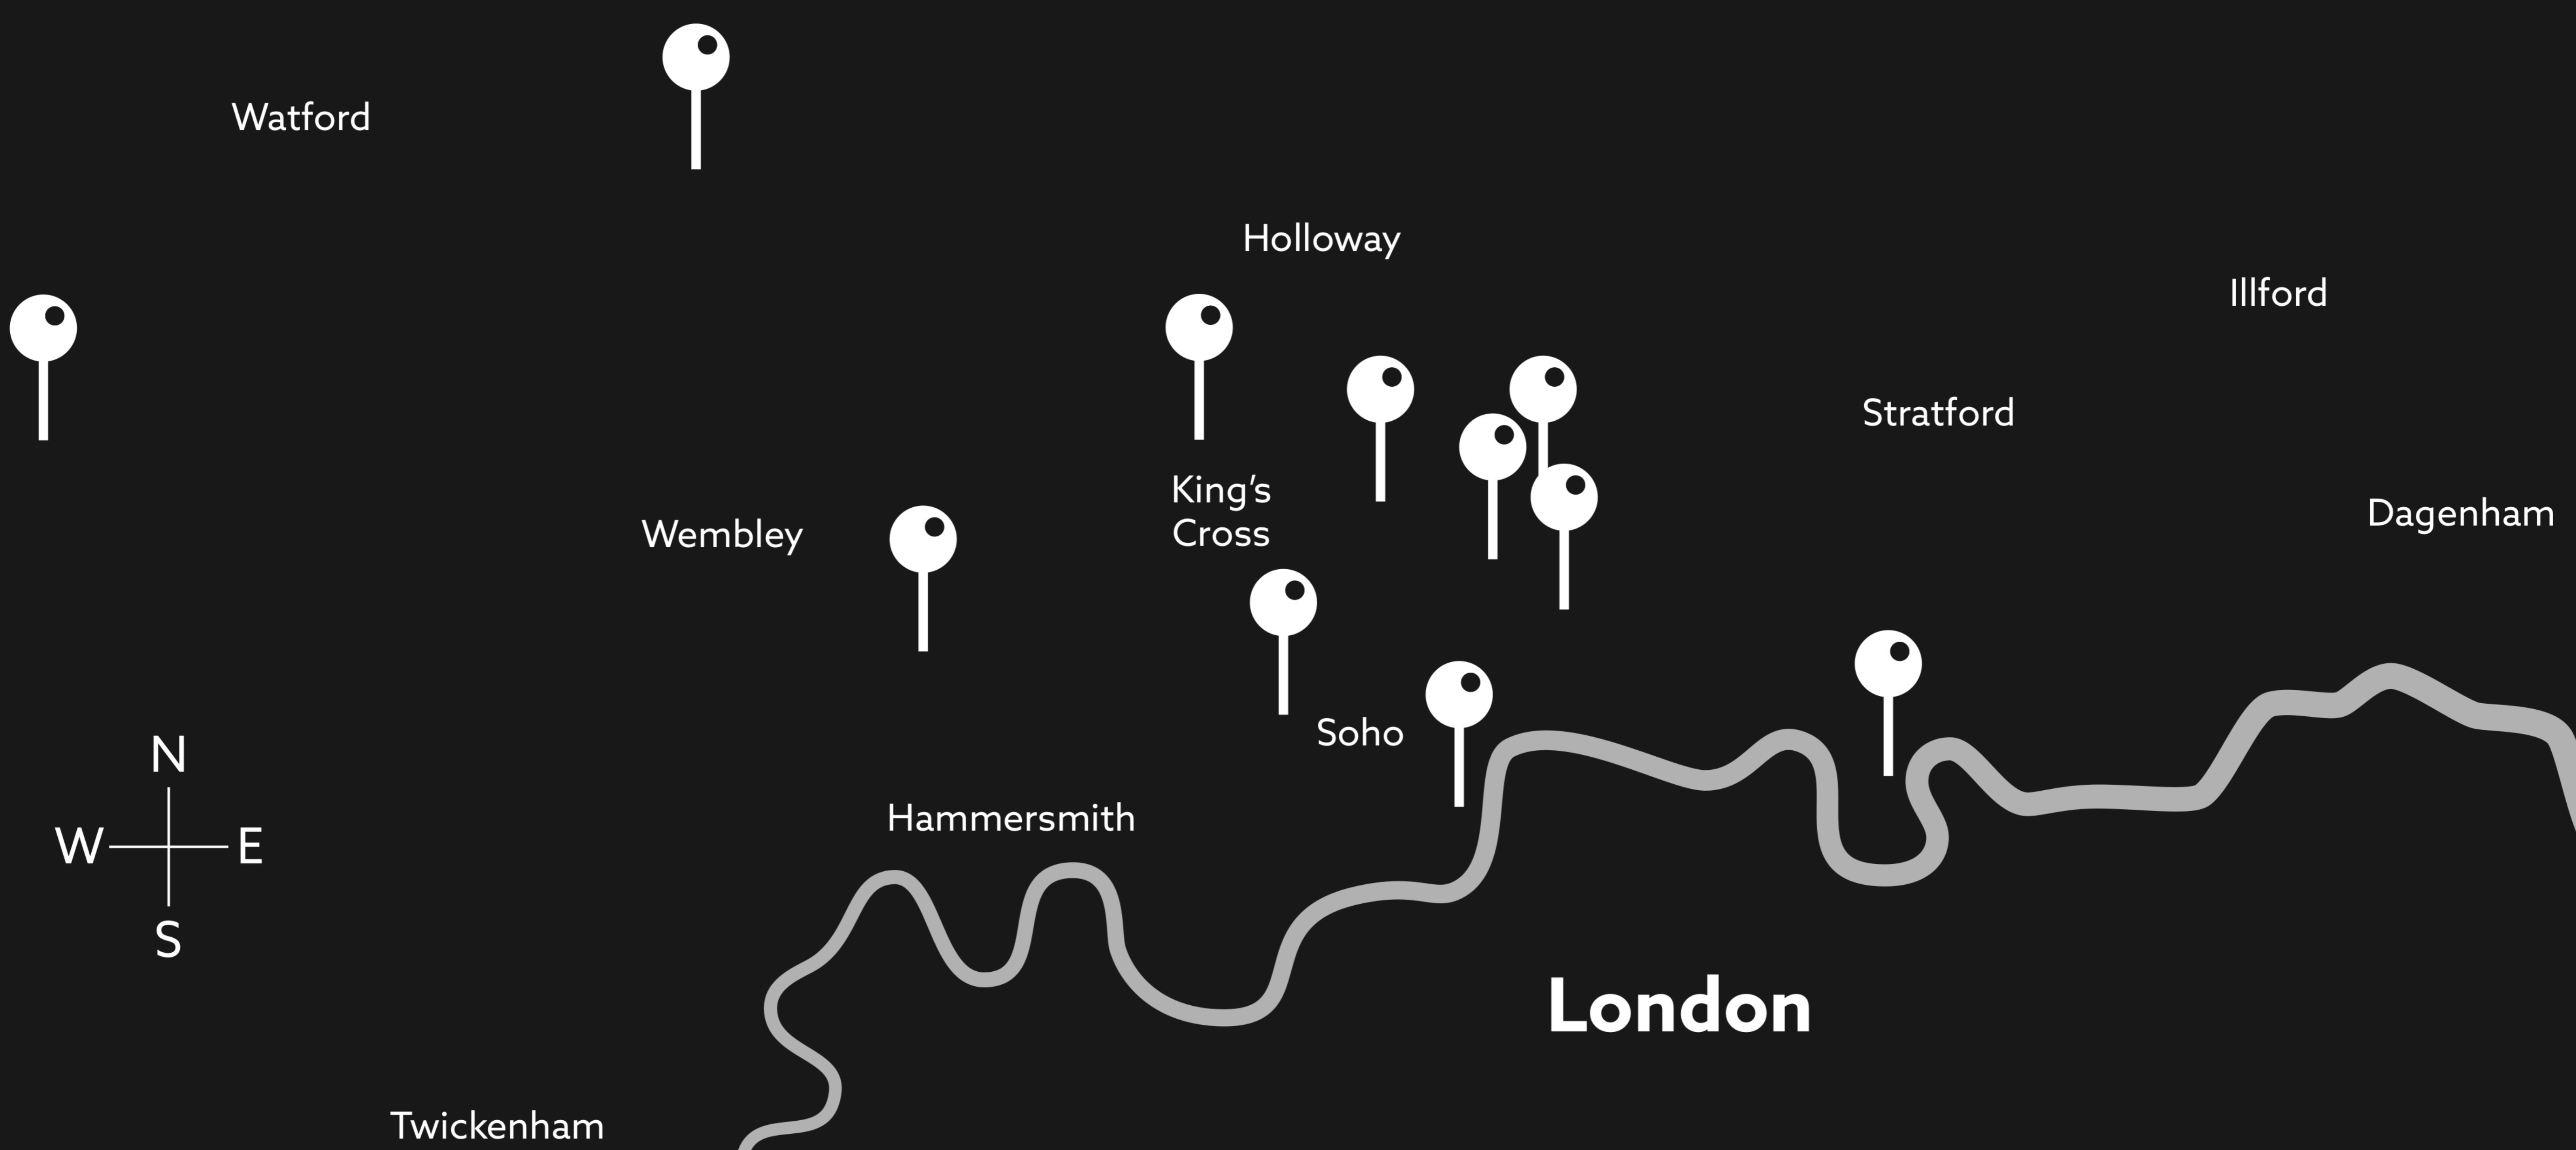 Watford
Holloway
Illford
Stratford
King’s
Cross
Dagenham
Wembley
Soho
N
W
E
S
Hammersmith
London
Twickenham